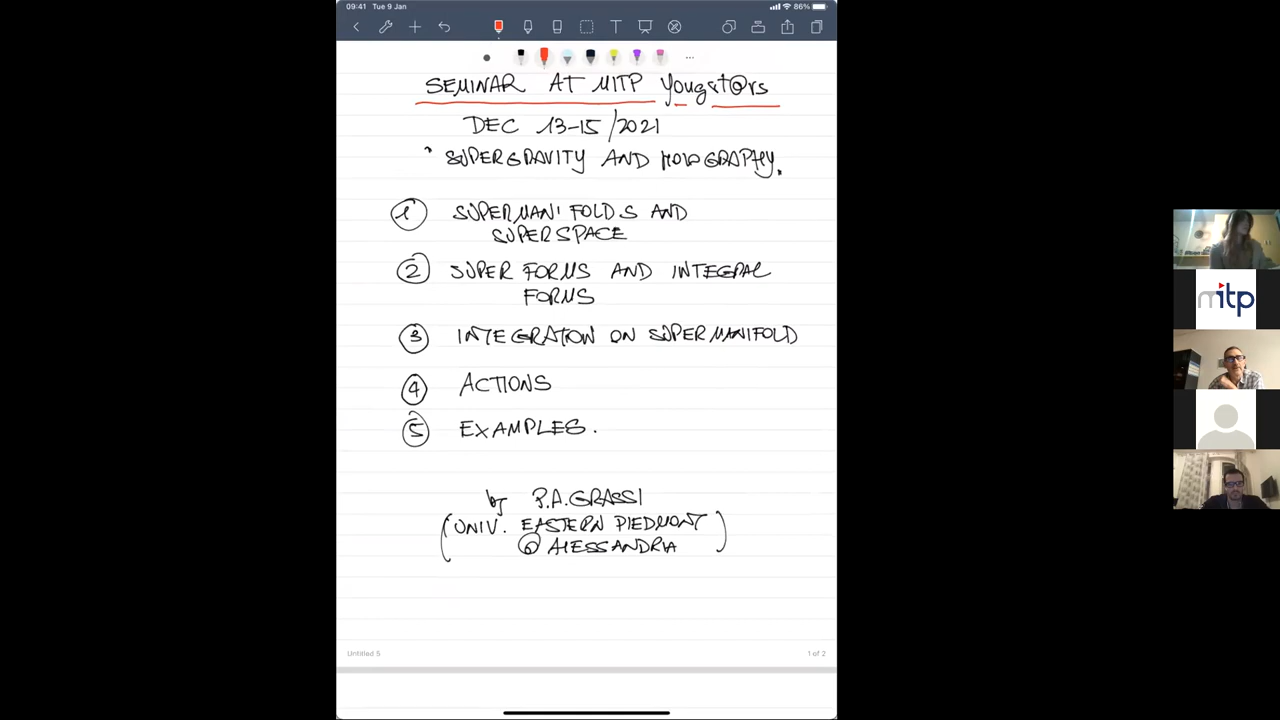 09:41 Tue 9 Jan
86%
SEMINAR AT MITP Yougst@rs
DEC 13-15/2021
" SUPERGRAVITY AND HOLOGRAPHY "
1 SUPERMANIFOLDS AND
SUPERSPACE
2 SUPER FORMS AND INTEGRAL
FORMS
3 INTEGRATION ON SUPERMANIFOLD
4 ACTIONS
5 EXAMPLES.
by P.A. GRASSI
(UNIV. EASTERN PIEDMONT
@ ALESSANDRIA)
Untitled 5
1 of 2
mitp